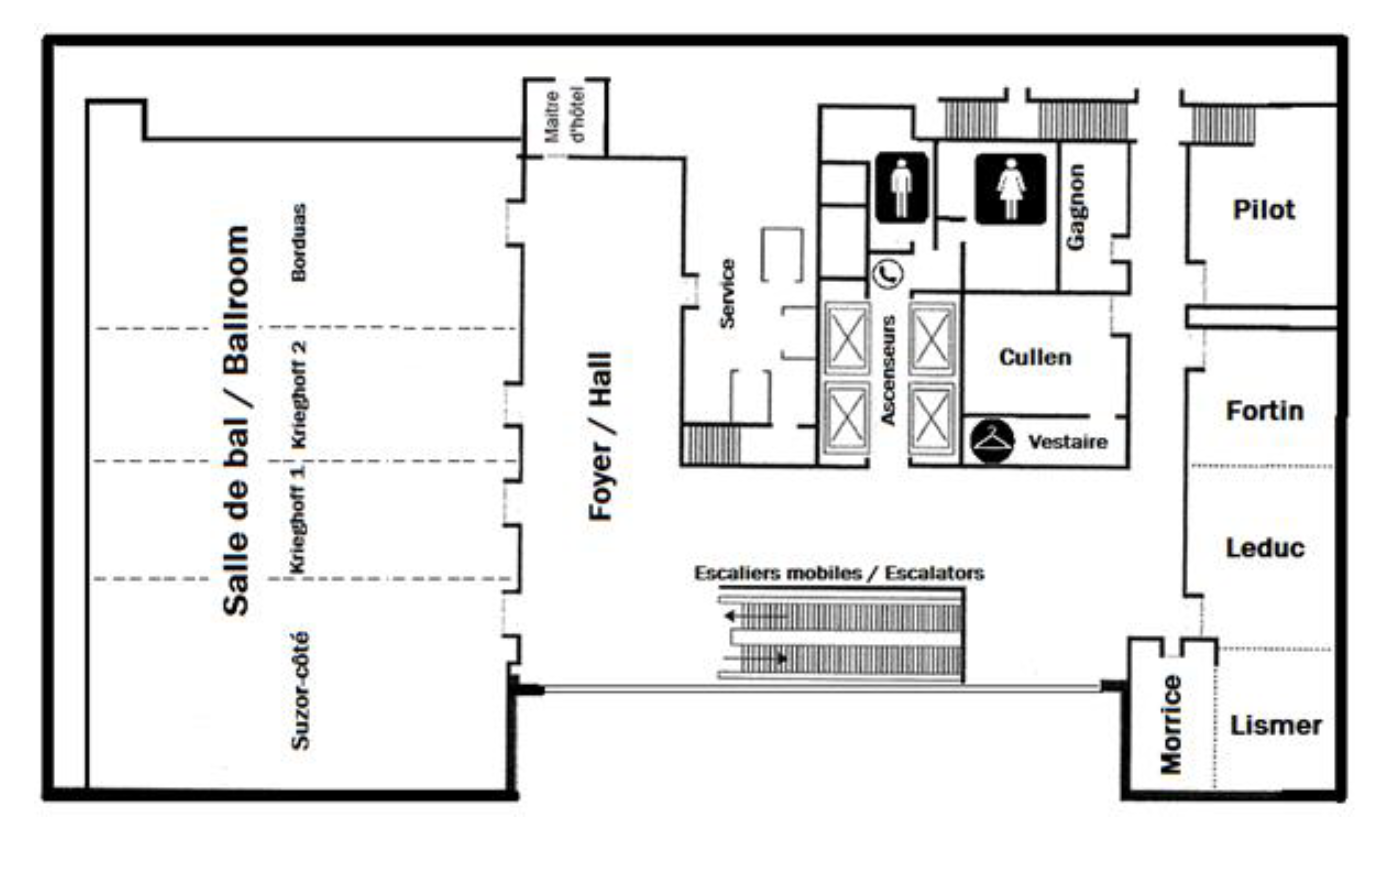 Maître
d'hôtel
Salle de bal / Ballroom
Borduas
Krieghoff 2
Krieghoff 1
Suzor-côté
Foyer / Hall
Service
Ascenseurs
Gagnon
Cullen
Vestaire
Pilot
Fortin
Leduc
Lismer
Morrice
Escaliers mobiles / Escalators